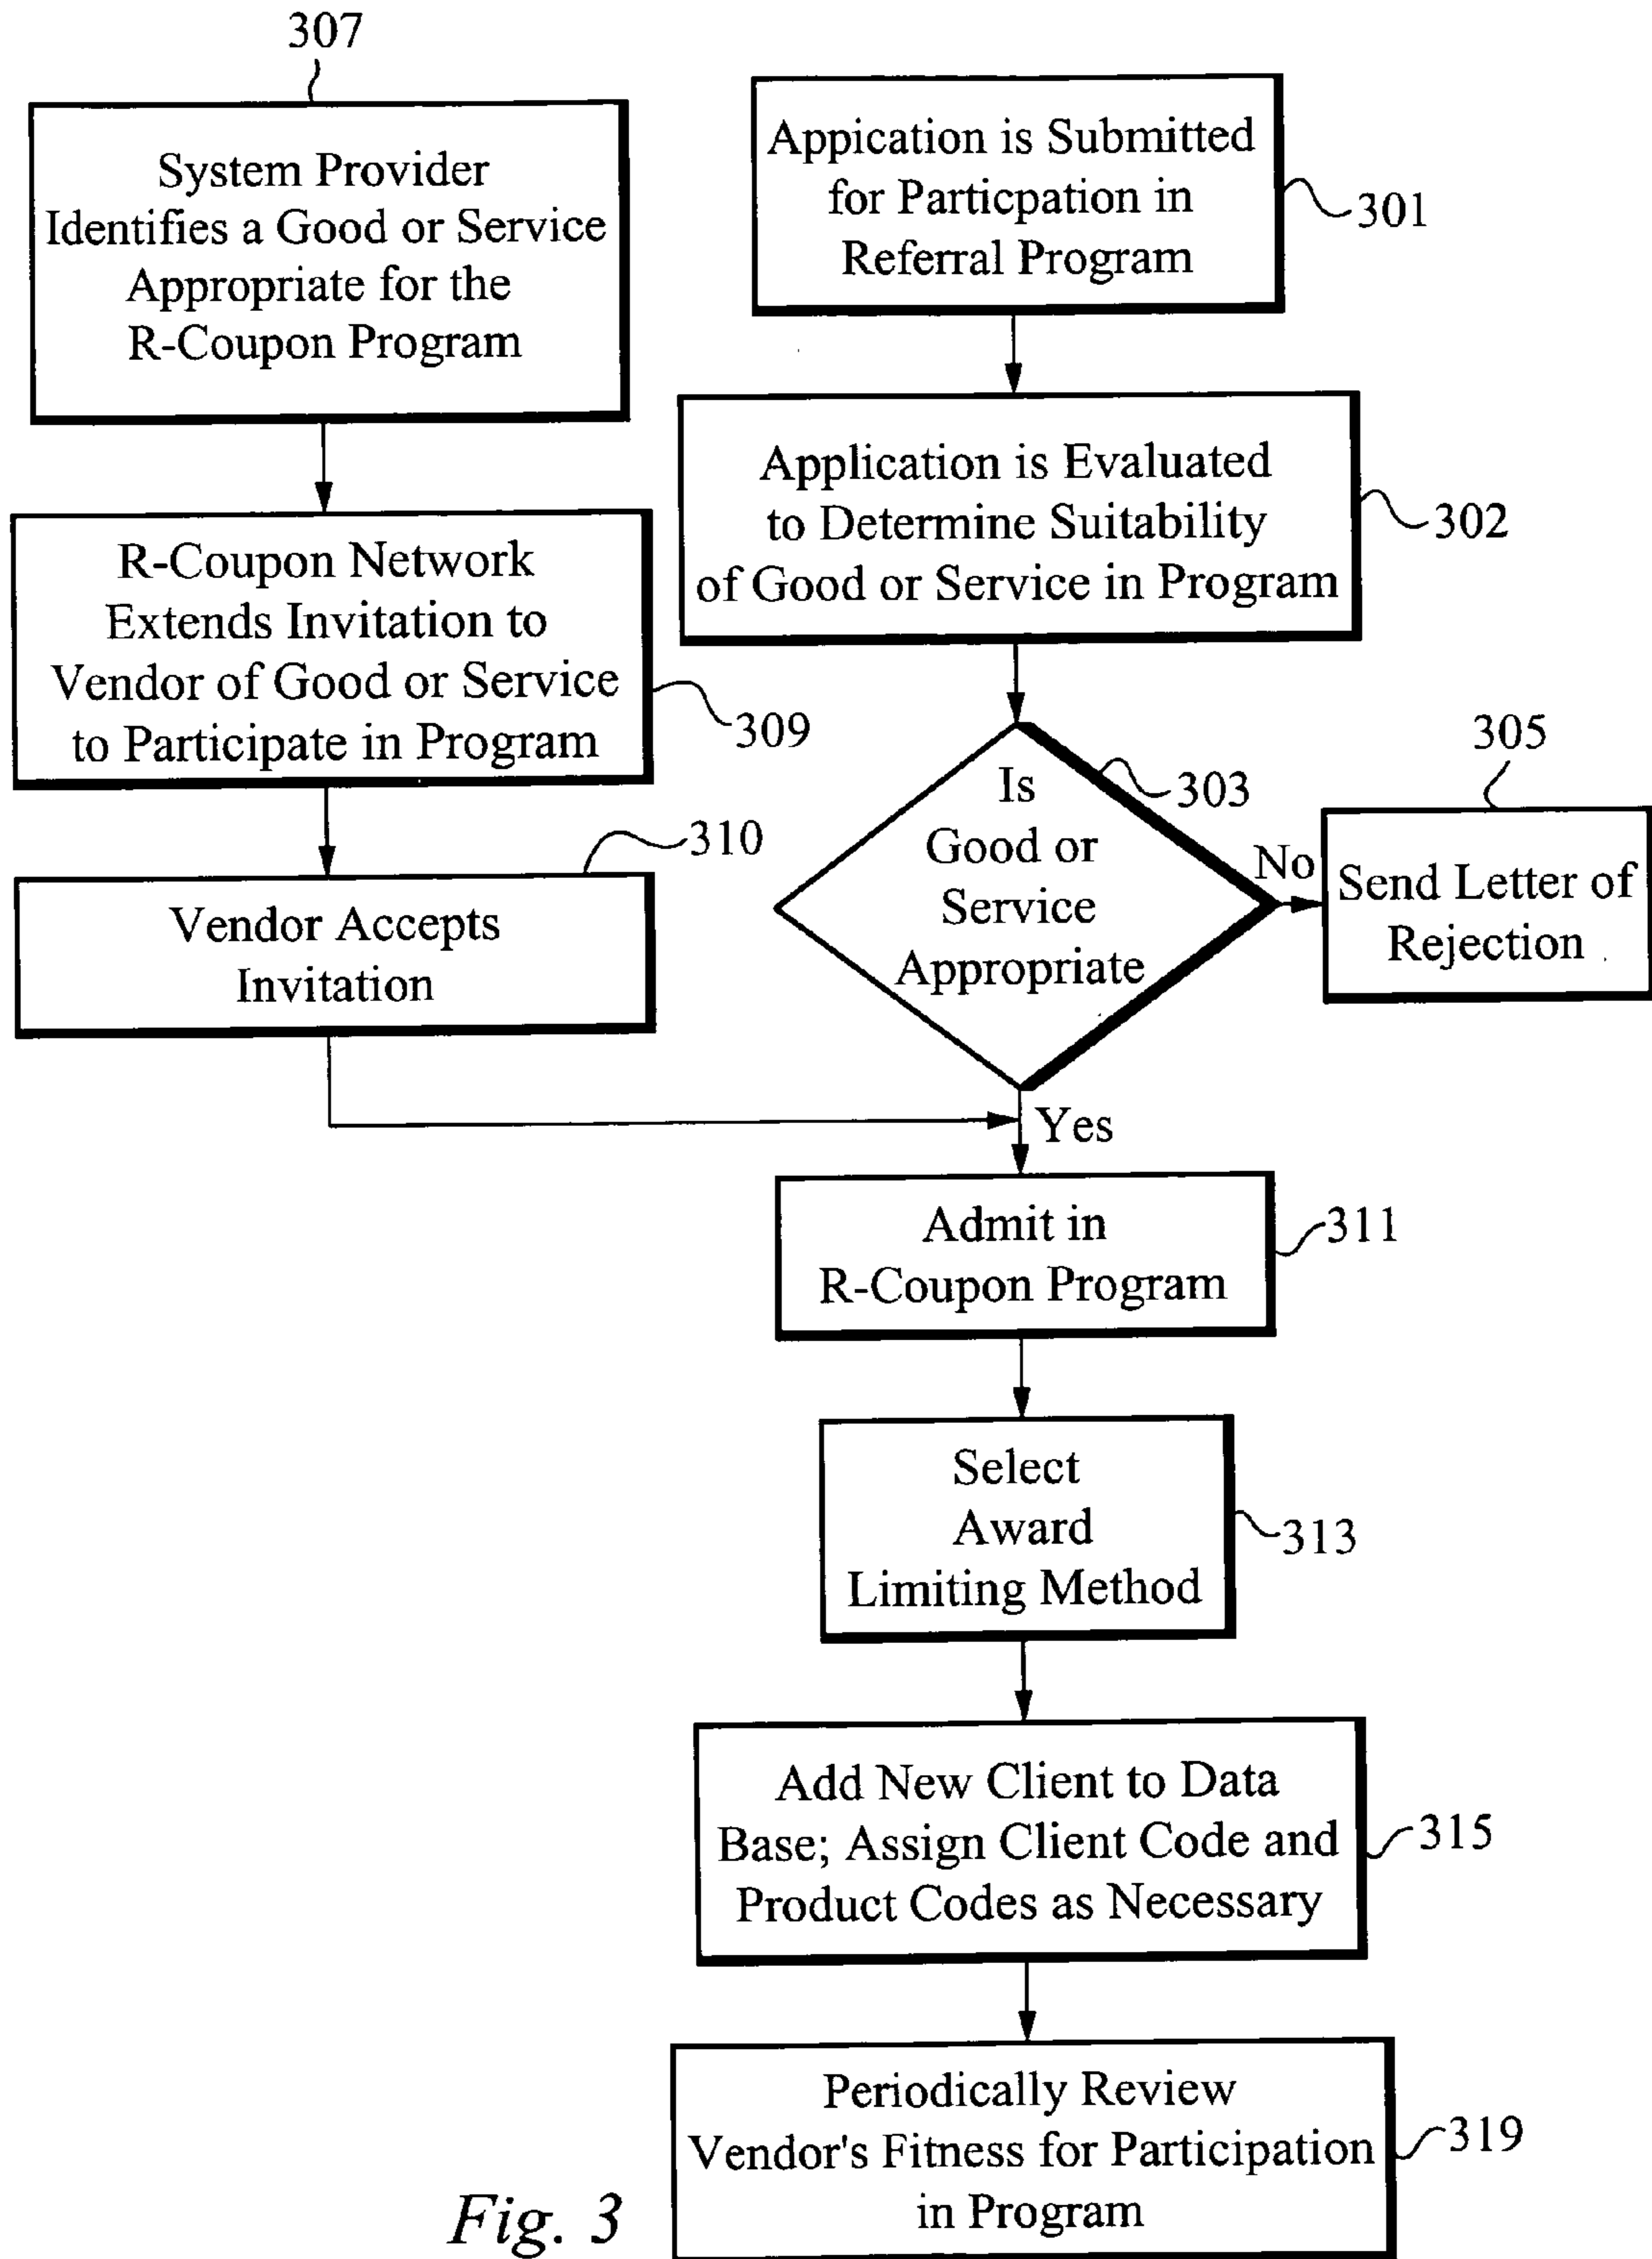 307
System Provider
Identifies a Good or Service
Appropriate for the
R-Coupon Program
Appication is Submitted
for Particpation in
Referral Program
301
Application is Evaluated
to Determine Suitability
of Good or Service in Program
302
R-Coupon Network
Extends Invitation to
Vendor of Good or Service
to Participate in Program
309
Is
Good or
Service
Appropriate
303
No
305
Send Letter of
Rejection
310
Vendor Accepts
Invitation
Yes
Admit in
R-Coupon Program
311
Select
Award
Limiting Method
313
Add New Client to Data
Base; Assign Client Code and
Product Codes as Necessary
315
Periodically Review
Vendor's Fitness for Participation
in Program
319
Fig. 3